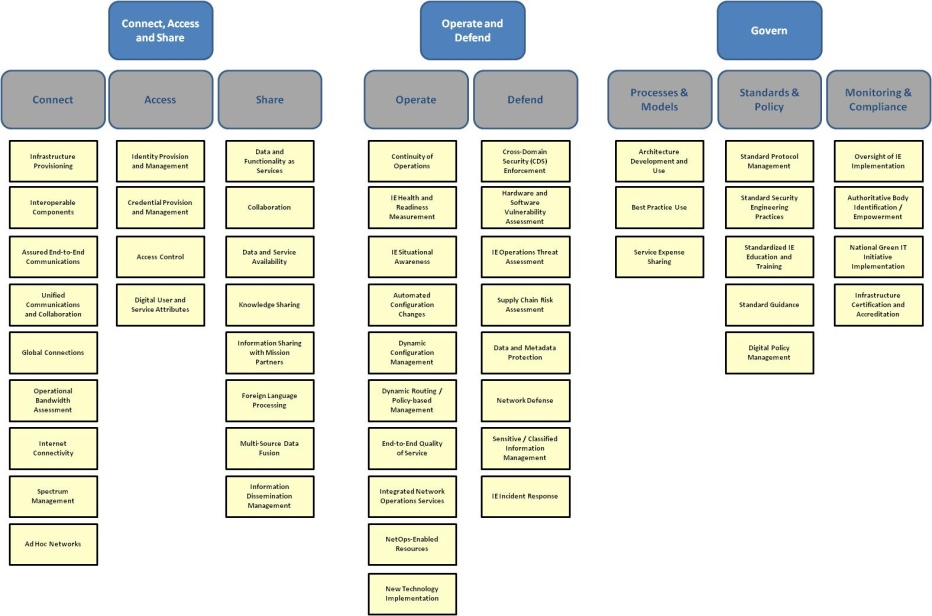 Connect, Access
and Share
Operate and
Defend
Govern
Connect
Access
Share
Operate
Defend
Processes &
Models
Standards &
Policy
Monitoring &
Compliance
Infrastructure
Provisioning
Interoperable
Components
Assured End-to-End
Communications
Unified
Communications
and Collaboration
Global Connections
Operational
Bandwidth
Assessment
Internet
Connectivity
Spectrum
Management
Ad Hoc Networks
Identity Provision
and Management
Credential Provision
and Management
Access Control
Digital User and
Service Attributes
Data and
Functionality as
Services
Collaboration
Data and Service
Availability
Knowledge Sharing
Information Sharing
with Mission
Partners
Foreign Language
Processing
Multi-Source Data
Fusion
Information
Dissemination
Management
Continuity of
Operations
IE Health and
Readiness
Measurement
IE Situational
Awareness
Automated
Configuration
Changes
Dynamic
Configuration
Management
Dynamic Routing /
Policy-based
Management
End-to-End Quality
of Service
Integrated Network
Operations Services
NetOps-Enabled
Resources
New Technology
Implementation
Cross-Domain
Security (CDS)
Enforcement
Hardware and
Software
Vulnerability
Assessment
IE Operations Threat
Assessment
Supply Chain Risk
Assessment
Data and Metadata
Protection
Network Defense
Sensitive / Classified
Information
Management
IE Incident Response
Architecture
Development and
Use
Best Practice Use
Service Expense
Sharing
Standard Protocol
Management
Standard Security
Engineering
Practices
Standardized IE
Education and
Training
Standard Guidance
Digital Policy
Management
Oversight of IE
Implementation
Authoritative Body
Identification /
Empowerment
National Green IT
Initiative
Implementation
Infrastructure
Certification and
Accreditation